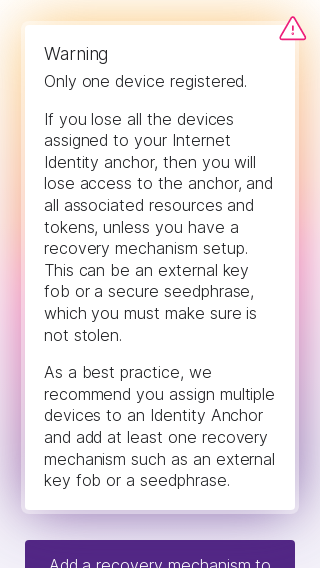 Warning
Only one device registered.
If you lose all the devices
assigned to your Internet
Identity anchor, then you will
lose access to the anchor, and
all associated resources and
tokens, unless you have a
recovery mechanism setup.
This can be an external key
fob or a secure seedphrase,
which you must make sure is
not stolen.
As a best practice, we
recommend you assign multiple
devices to an Identity Anchor
and add at least one recovery
mechanism such as an external
key fob or a seedphrase.
Add a recovery mechanism to